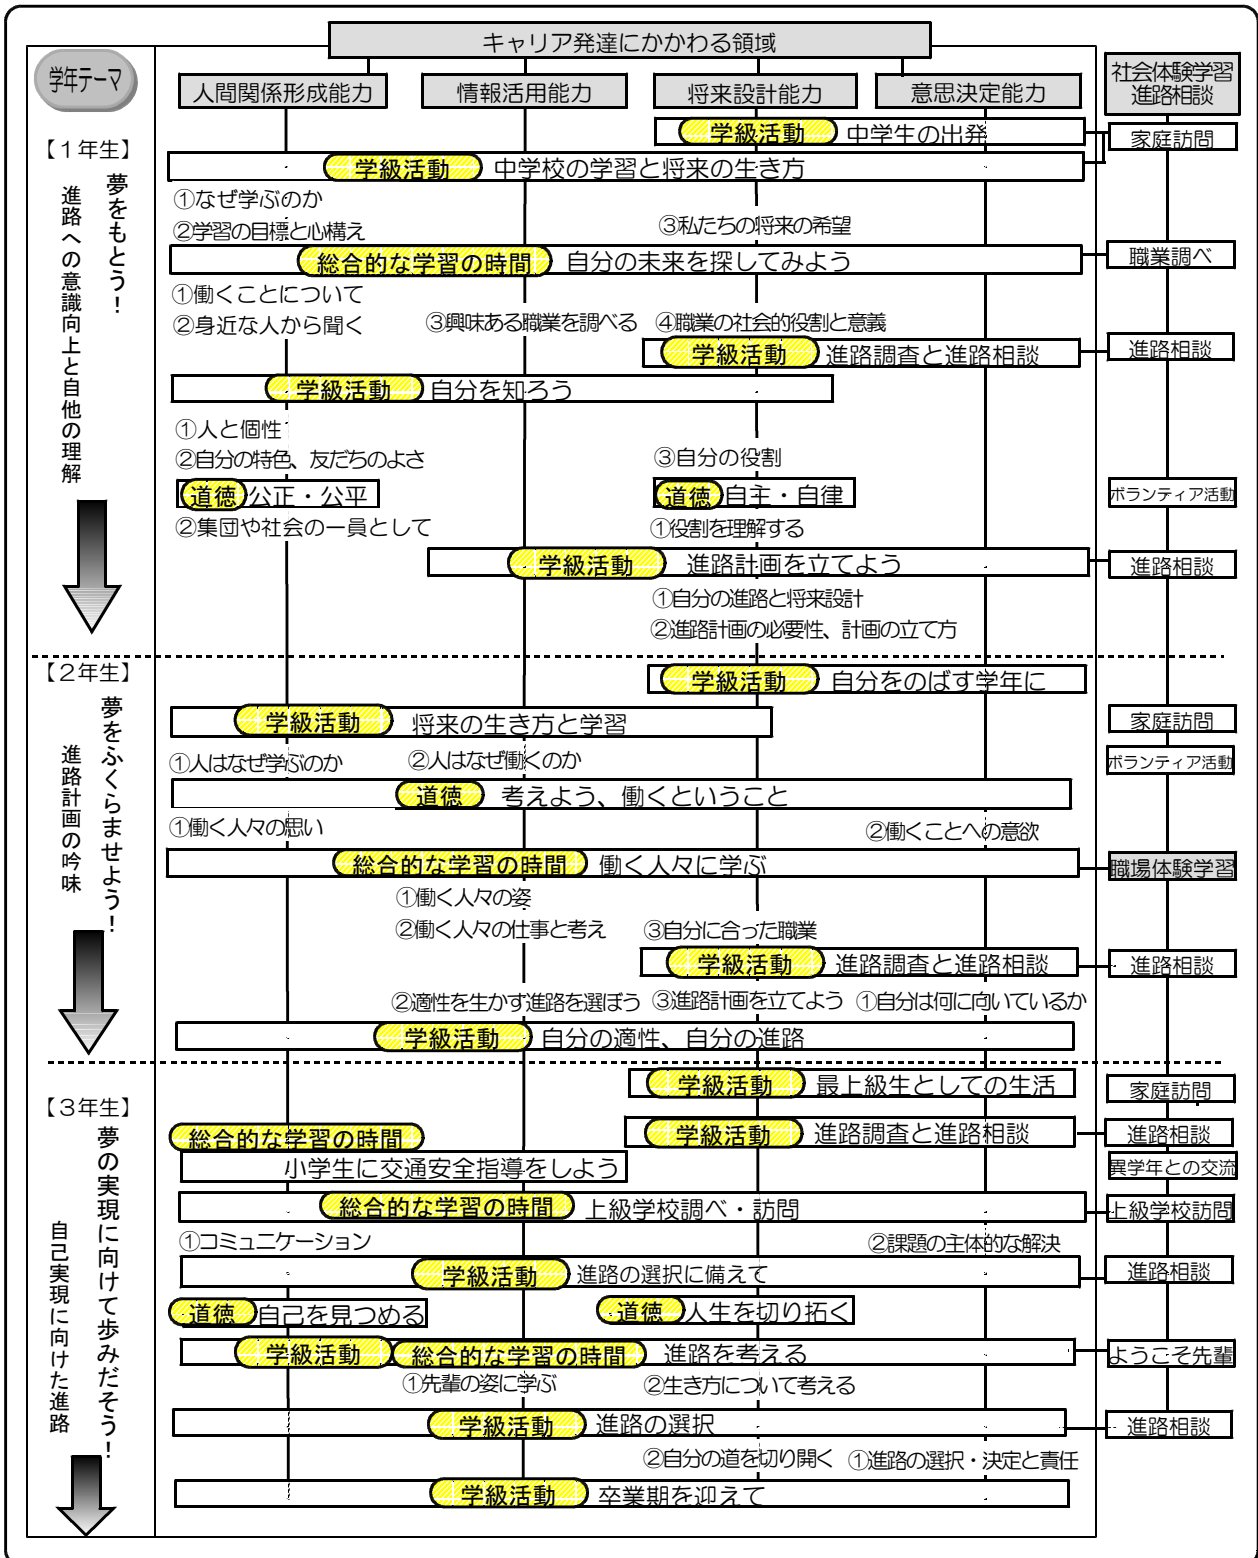 キャリア発達にかかわる領域
学年テーマ
人間関係形成能力
情報活用能力
将来設計能力
意思決定能力
社会体験学習
進路相談
【1年生】
夢をもとう！
進路への意識向上と自他の理解
学級活動 中学生の出発
家庭訪問
学級活動 中学校の学習と将来の生き方
①なぜ学ぶのか
②学習の目標と心構え
③私たちの将来の希望
総合的な学習の時間 自分の未来を探してみよう
職業調べ
①働くことについて
②身近な人から聞く
③興味ある職業を調べる
④職業の社会的役割と意義
学級活動 進路調査と進路相談
進路相談
学級活動 自分を知ろう
①人と個性
②自分の特色、友だちのよさ
③自分の役割
道徳 公正・公平
道徳 自主・自律
ボランティア活動
②集団や社会の一員として
①役割を理解する
学級活動 進路計画を立てよう
進路相談
①自分の進路と将来設計
②進路計画の必要性、計画の立て方
【2年生】
夢をふくらませよう！
進路計画の吟味
学級活動 自分をのばす学年に
学級活動 将来の生き方と学習
家庭訪問
①人はなぜ学ぶのか
②人はなぜ働くのか
ボランティア活動
道徳 考えよう、働くということ
①働く人々の思い
②働くことへの意欲
総合的な学習の時間 働く人々に学ぶ
職場体験学習
①働く人々の姿
②働く人々の仕事と考え
③自分に合った職業
学級活動 進路調査と進路相談
進路相談
②適性を生かす進路を選ぼう
③進路計画を立てよう
①自分は何に向いているか
学級活動 自分の適性、自分の進路
【3年生】
夢の実現に向けて歩みだそう！
自己実現に向けた進路
学級活動 最上級生としての生活
家庭訪問
総合的な学習の時間
小学生に交通安全指導をしよう
学級活動 進路調査と進路相談
進路相談
異学年との交流
総合的な学習の時間 上級学校調べ・訪問
上級学校訪問
①コミュニケーション
②課題の主体的な解決
学級活動 進路の選択に備えて
進路相談
道徳 自己を見つめる
道徳 人生を切り拓く
学級活動 総合的な学習の時間 進路を考える
ようこそ先輩
①先輩の姿に学ぶ
②生き方について考える
学級活動 進路の選択
進路相談
②自分の道を切り開く
①進路の選択・決定と責任
学級活動 卒業期を迎えて